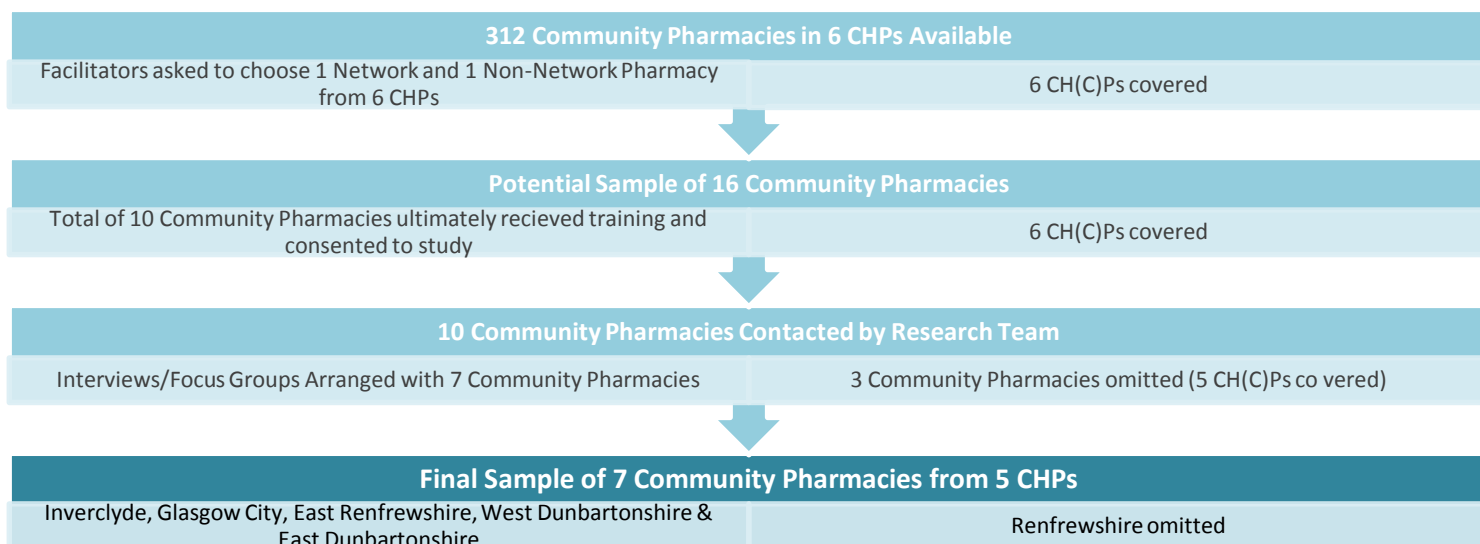 312 Community Pharmacies in 6 CHPs Available
Facilitators asked to choose 1 Network and 1 Non-Network Pharmacy
from 6 CHPs
6 CH(C)Ps covered
Potential Sample of 16 Community Pharmacies
Total of 10 Community Pharmacies ultimately recieved training and
consented to study
6 CH(C)Ps covered
10 Community Pharmacies Contacted by Research Team
Interviews/Focus Groups Arranged with 7 Community Pharmacies
3 Community Pharmacies omitted (5 CH(C)Ps co vered)
Final Sample of 7 Community Pharmacies from 5 CHPs
Inverclyde, Glasgow City, East Renfrewshire, West Dunbartonshire &
East Dunbartonshire
Renfrewshire omitted